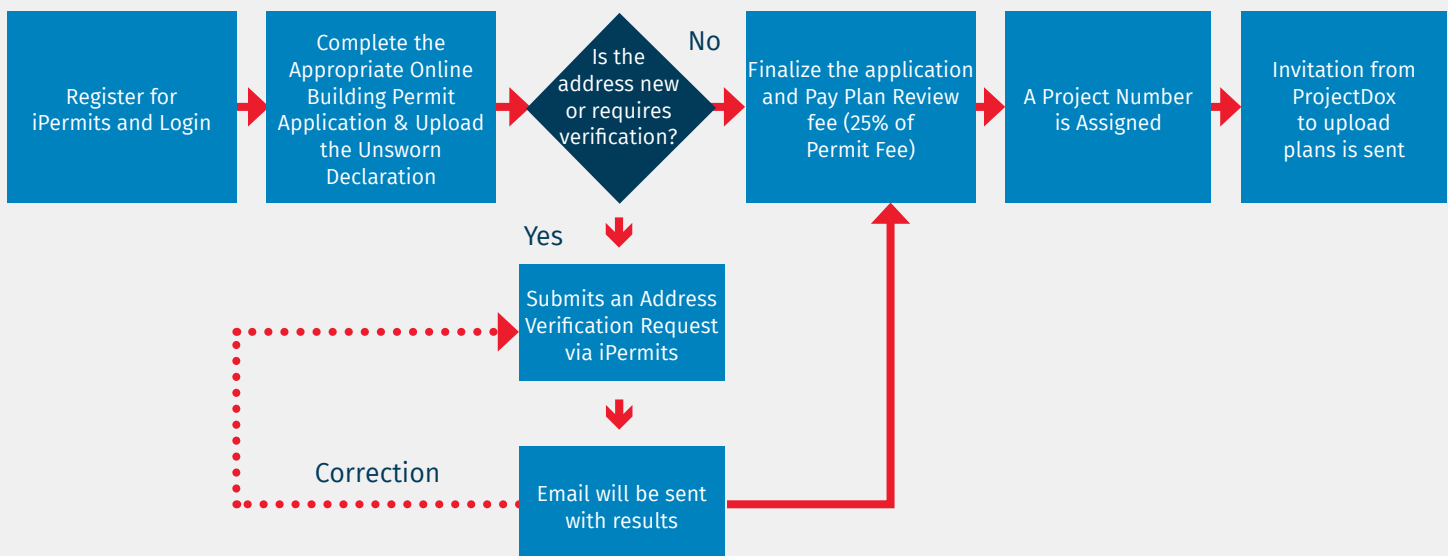 Register for
iPermits and Login
Complete the
Appropriate Online
Building Permit
Application & Upload
the Unsworn
Declaration
Is the
address new
or requires
verification?
No
Finalize the application
and Pay Plan Review
fee (25% of
Permit Fee)
A Project Number
is Assigned
Invitation from
ProjectDox
to upload
plans is sent
Yes
Submits an Address
Verification Request
via iPermits
Correction
Email will be sent
with results